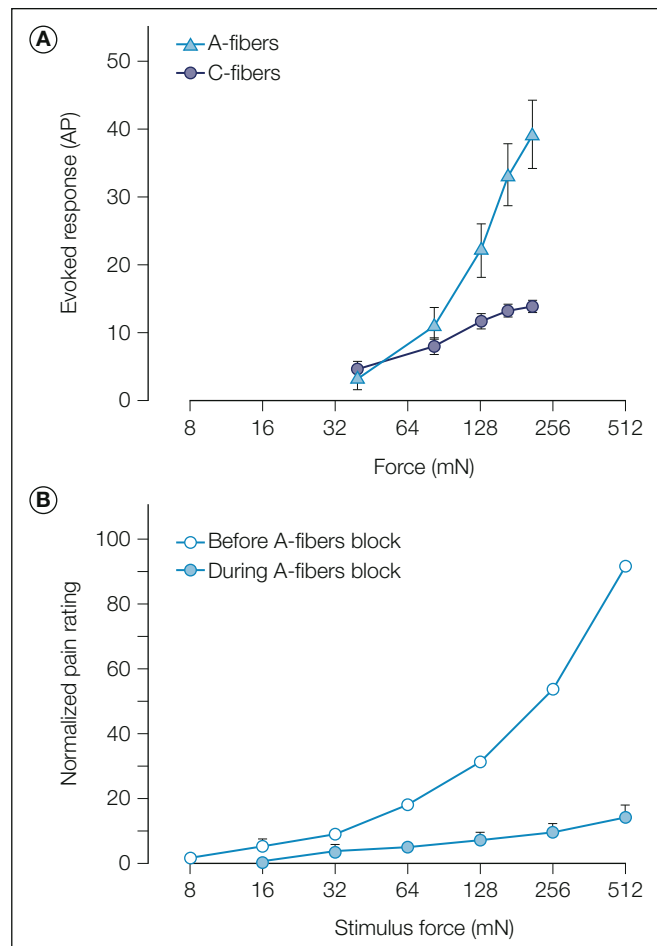 A
A-fibers
C-fibers
Evoked response (AP)
50
40
30
20
10
0
8 16 32 64 128 256 512
Force (mN)
B
Before A-fibers block
During A-fibers block
Normalized pain rating
100
80
60
40
20
0
8 16 32 64 128 256 512
Stimulus force (mN)